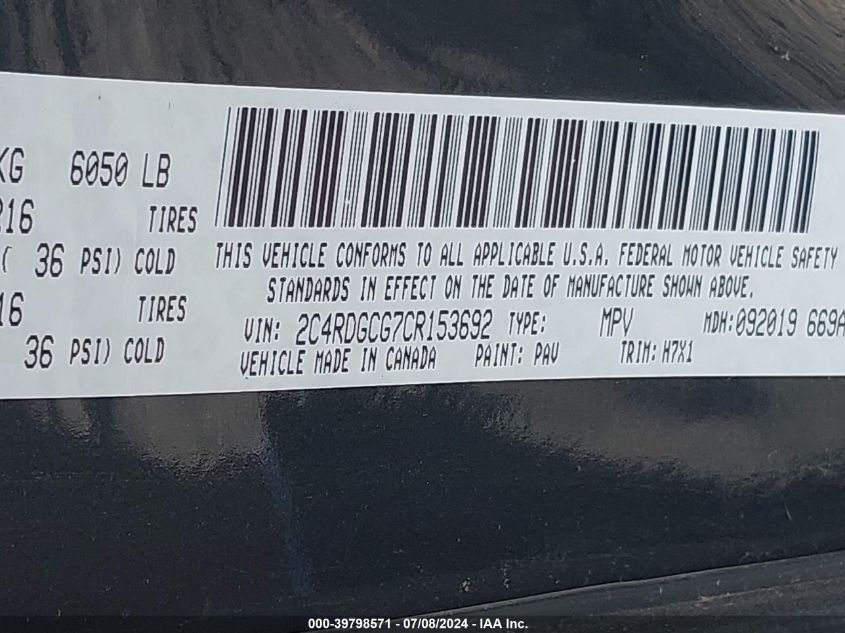 KG 6050 LB
216 TIRES
( 36 PSI) COLD
16 TIRES
36 PSI) COLD
THIS VEHICLE CONFORMS TO ALL APPLICABLE U.S.A. FEDERAL MOTOR VEHICLE SAFETY
STANDARDS IN EFFECT ON THE DATE OF MANUFACTURE SHOWN ABOVE.
VIN: 2C4RDGCG7CR153692 TYPE: MPV MDH:092019 669A
VEHICLE MADE IN CANADA PAINT: PAV TRIM: H7X1
000-39798571 / 07/08/2024 - IAA Inc.